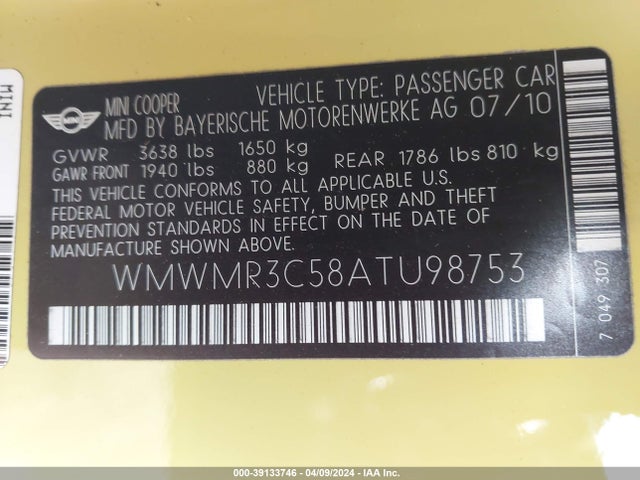 MINI COOPER VEHICLE TYPE: PASSENGER CAR
MINI
MFD BY BAYERISCHE MOTORENWERKE AG 07/10
GVWR 3638 lbs 1650 kg
GAWR FRONT 1940 lbs 880 kg REAR 1786 lbs 810 kg
THIS VEHICLE CONFORMS TO ALL APPLICABLE U.S.
FEDERAL MOTOR VEHICLE SAFETY, BUMPER AND THEFT
PREVENTION STANDARDS IN EFFECT ON THE DATE OF
MANUFACTURE SHOWN ABOVE.
WMWMR3C58ATU98753
7 049 307
MINI
000-39133746 - 04/09/2024 - IAA Inc.